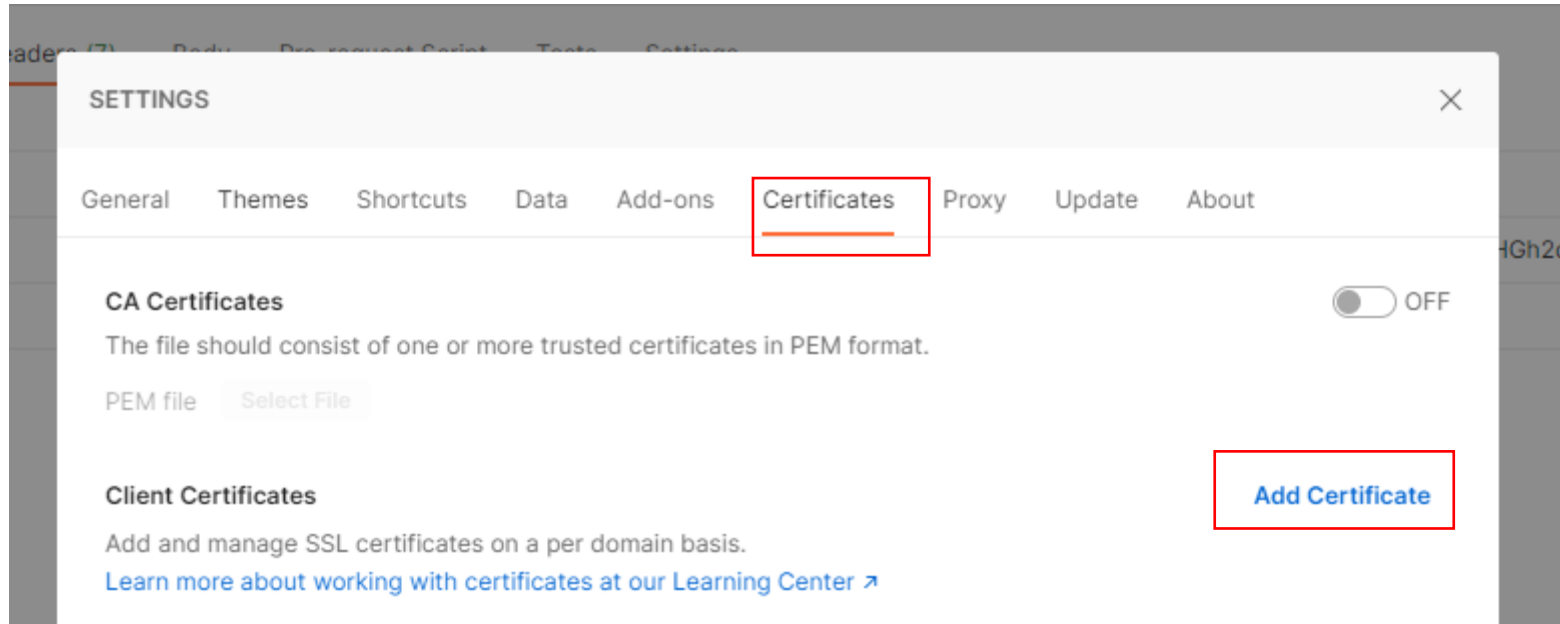 SETTINGS
General Themes Shortcuts Data Add-ons Certificates Proxy Update About
CA Certificates
OFF
The file should consist of one or more trusted certificates in PEM format.
PEM file Select File
Client Certificates
Add Certificate
Add and manage SSL certificates on a per domain basis.
Learn more about working with certificates at our Learning Center ↗